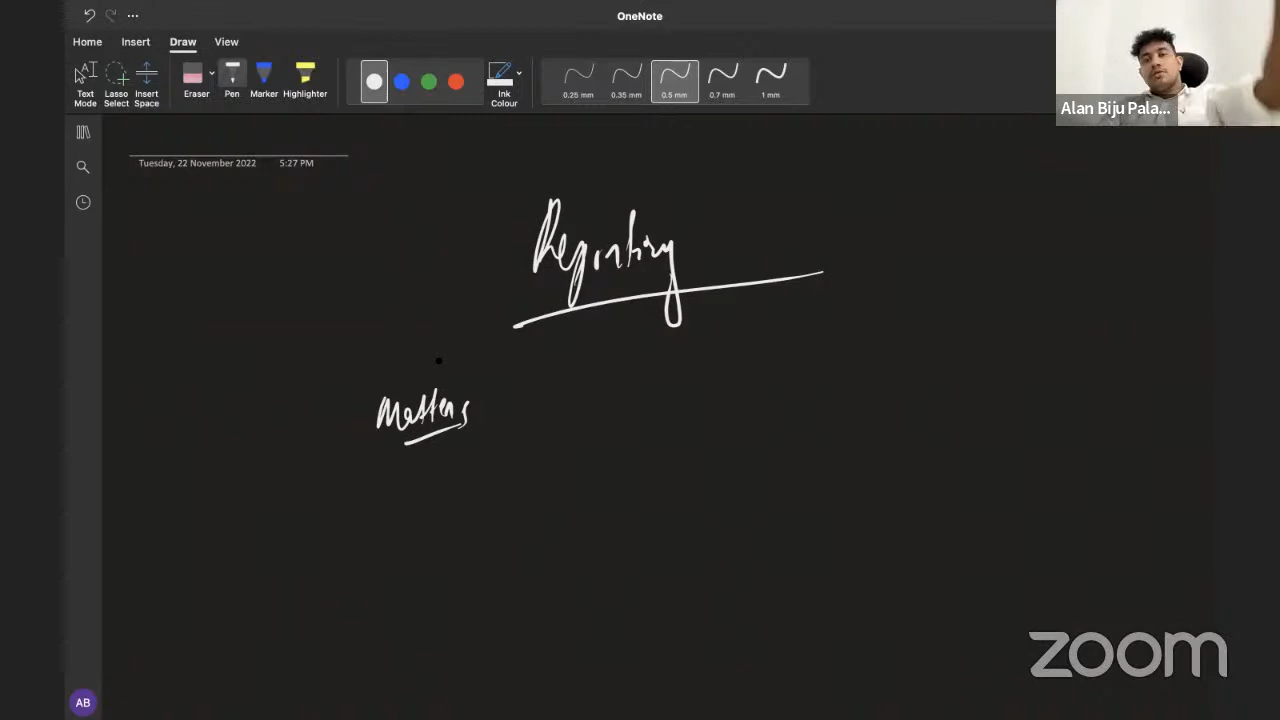 OneNote
Home Insert Draw View
Text Mode
Lasso Select
Insert Space
Eraser
Pen
Marker
Highlighter
Ink Colour
0.25 mm
0.35 mm
0.5 mm
0.7 mm
1 mm
Alan Biju Pala...
Tuesday, 22 November 2022 5:27 PM
Reporting
Matters
zoom
AB